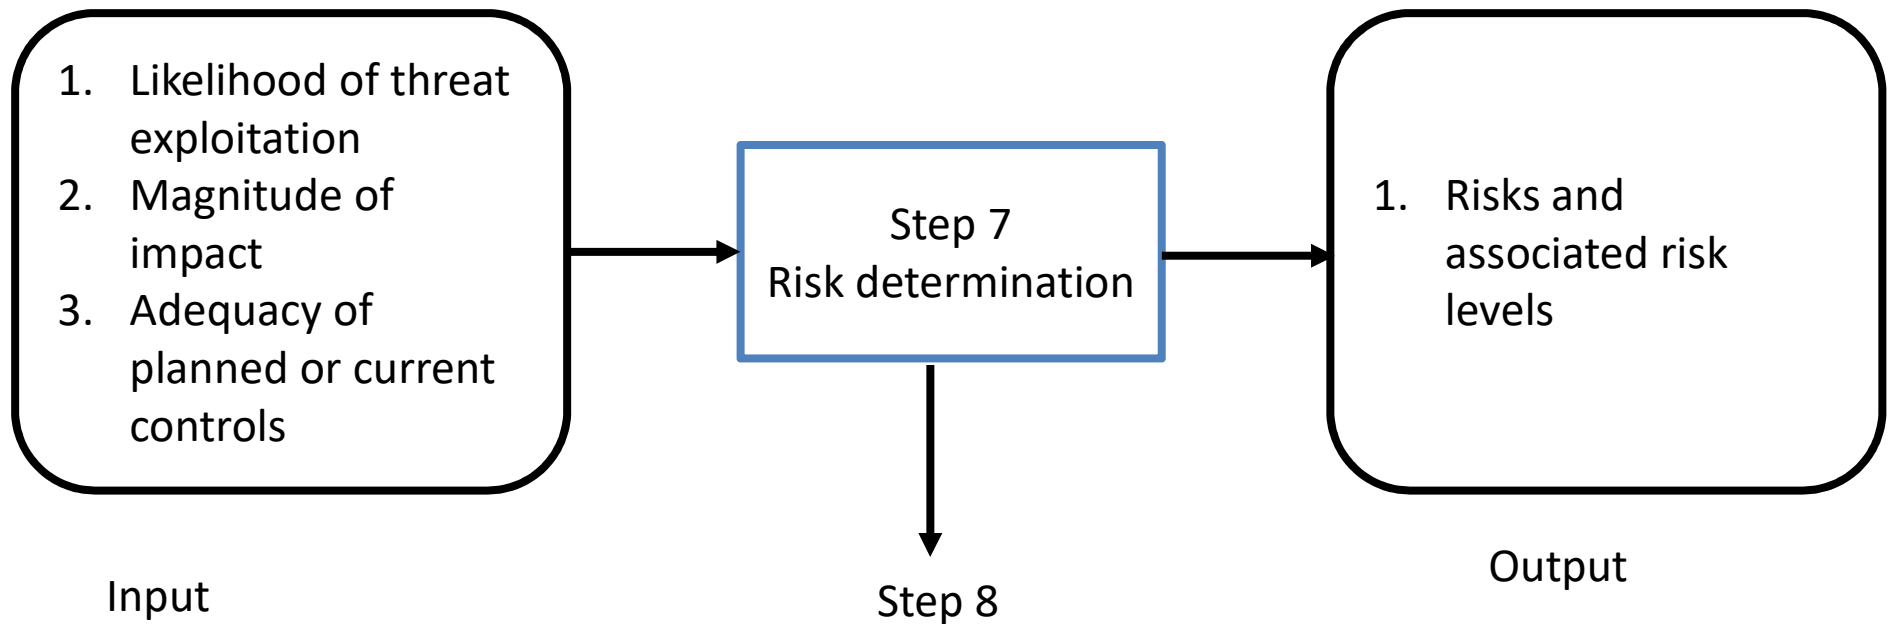 1. Likelihood of threat
exploitation
2. Magnitude of
impact
3. Adequacy of
planned or current
controls
Input
Step 7
Risk determination
Step 8
1. Risks and
associated risk
levels
Output